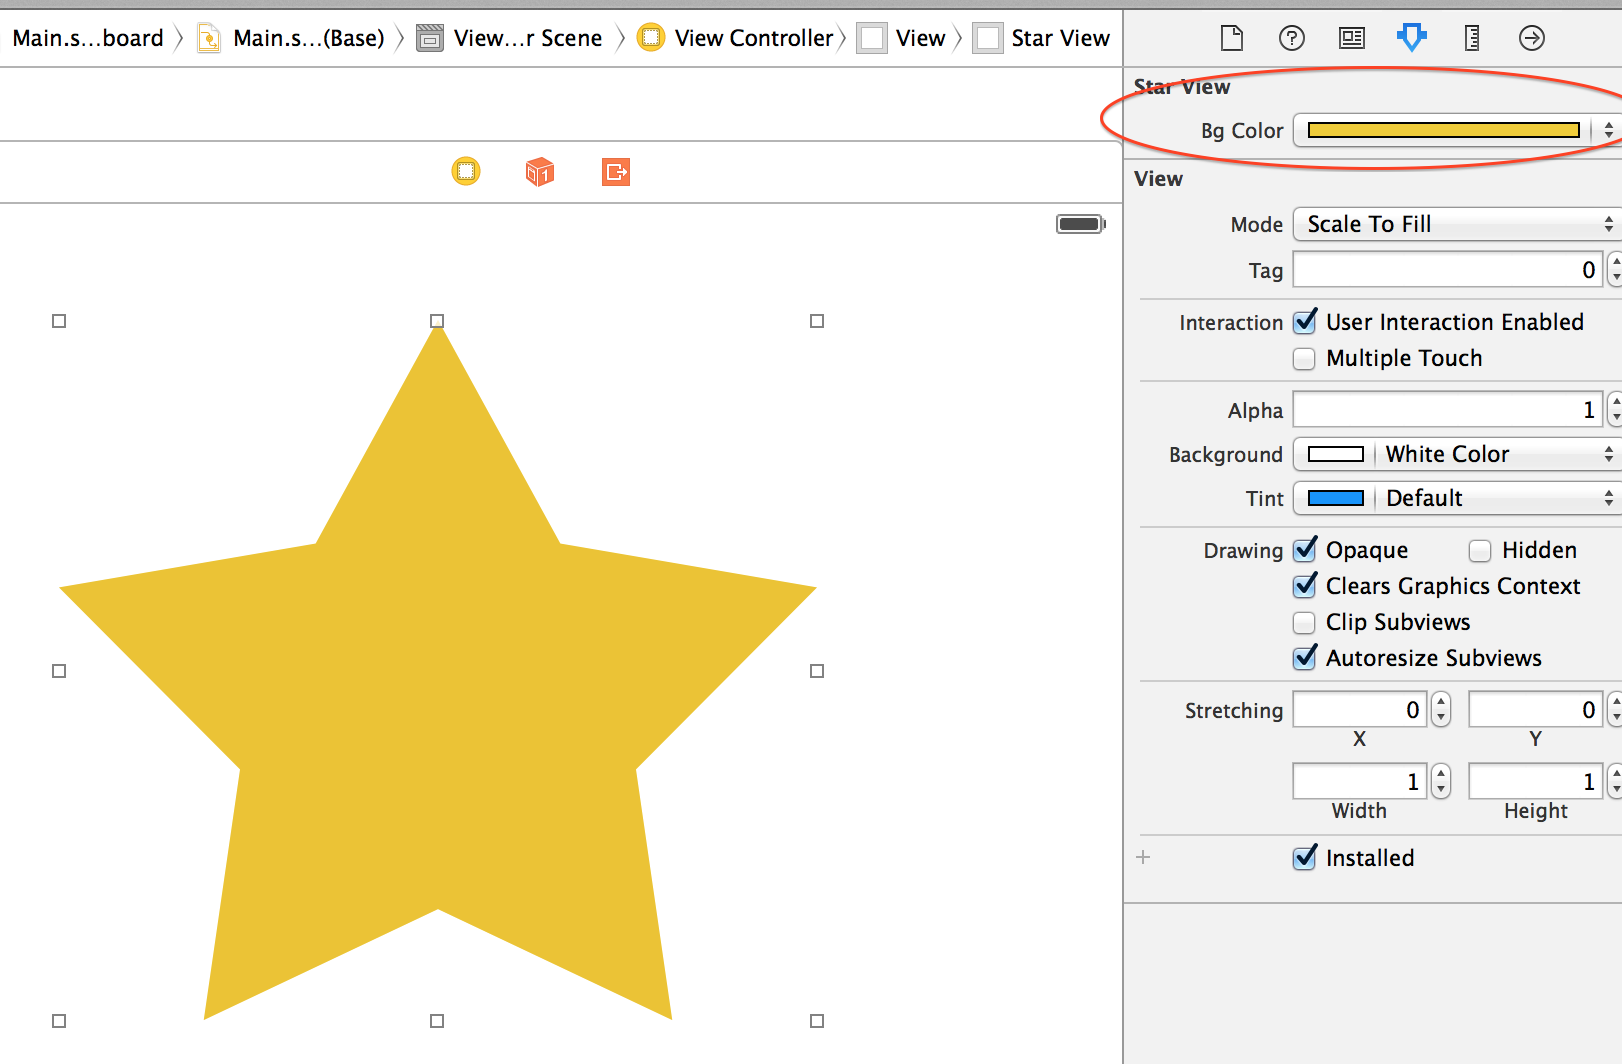 Main.s...board Main.s...(Base) View...r Scene View Controller View Star View
?
Star View
Bg Color
1
View
Mode Scale To Fill
Tag 0
Interaction User Interaction Enabled
Multiple Touch
Alpha 1
Background White Color
Tint Default
Drawing Opaque Hidden
Clears Graphics Context
Clip Subviews
Autoresize Subviews
Stretching 0 0
X Y
1 1
Width Height
+ Installed